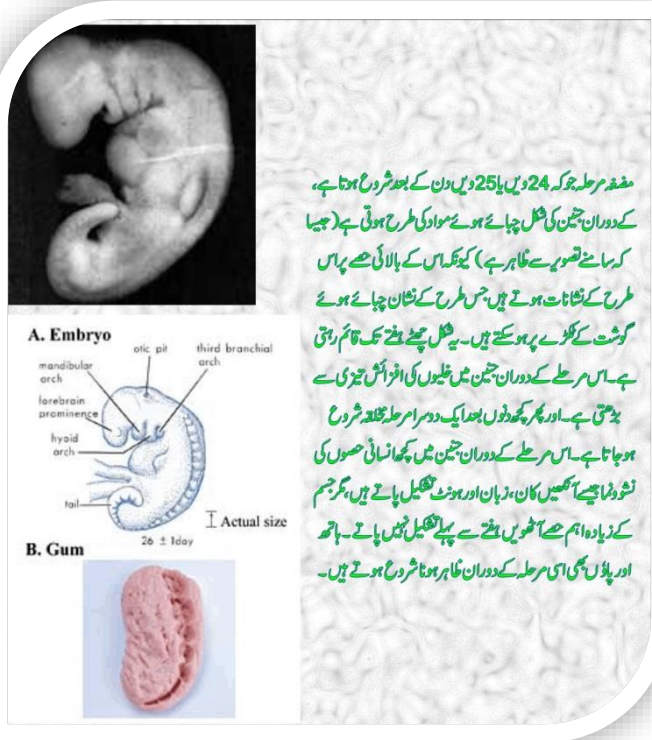 مضغہ مرحلہ جو کہ 24 ویں یا 25 ویں دن کے بعد شروع ہوتا ہے،
کے دوران جنین کی شکل چبائے ہوئے مواد کی طرح ہوتی ہے (جیسا
کہ سامنے تصویر سے ظاہر ہے) کیونکہ اس کے بالائی حصے پر اس
طرح کے نشانات ہوتے ہیں جس طرح کے نشان چبائے ہوئے
گوشت کے ٹکڑے پر ہو سکتے ہیں۔ یہ شکل چھٹے ہفتے تک قائم رہتی
ہے۔ اس مرحلے کے دوران جنین میں خلیوں کی افزائش تیزی سے
بڑھتی ہے۔ اور پھر کچھ دنوں بعد ایک دوسرا مرحلہ مخلقہ شروع
ہو جاتا ہے۔ اس مرحلے کے دوران جنین میں کچھ انسانی حصوں کی
نشوونما جیسے آنکھیں کان، زبان اور ہونٹ تشکیل پاتے ہیں، مگر جسم
کے زیادہ اہم حصے آٹھویں ہفتے سے پہلے تشکیل نہیں پاتے۔ ہاتھ
اور پاؤں بھی اسی مرحلہ کے دوران ظاہر ہونا شروع ہوتے ہیں۔
A. Embryo
otic pit
third branchial
arch
mandibular
arch
forebrain
prominence
hyoid
arch
tail
Actual size
26 ± 1day
B. Gum